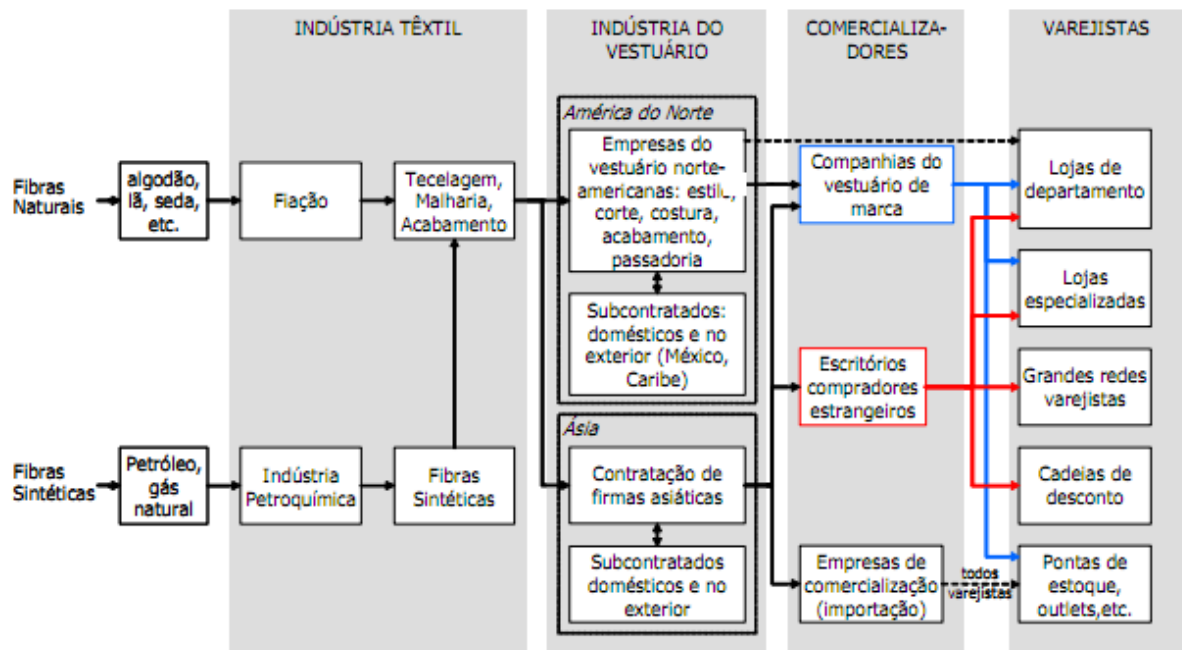 INDÚSTRIA TÊXTIL
INDÚSTRIA DO
VESTUÁRIO
COMERCIALIZA-
DORES
VAREJISTAS
Fibras
Naturais
algodão,
lã, seda,
etc.
Fiação
Tecelagem,
Malharia,
Acabamento
América do Norte
Empresas do
vestuário norte-
americanas: estilo,
corte, costura,
acabamento,
passadoria
Subcontratados:
domésticos e no
exterior (México,
Caribe)
Companhias do
vestuário de
marca
Escritórios
compradores
estrangeiros
Lojas de
departamento
Lojas
especializadas
Grandes redes
varejistas
Fibras
Sintéticas
Petróleo,
gás
natural
Indústria
Petroquímica
Fibras
Sintéticas
Ásia
Contratação de
firmas asiáticas
Subcontratados
domésticos e no
exterior
Empresas de
comercialização
(importação)
todos
varejistas
Cadeias de
desconto
Pontas de
estoque,
outlets,etc.